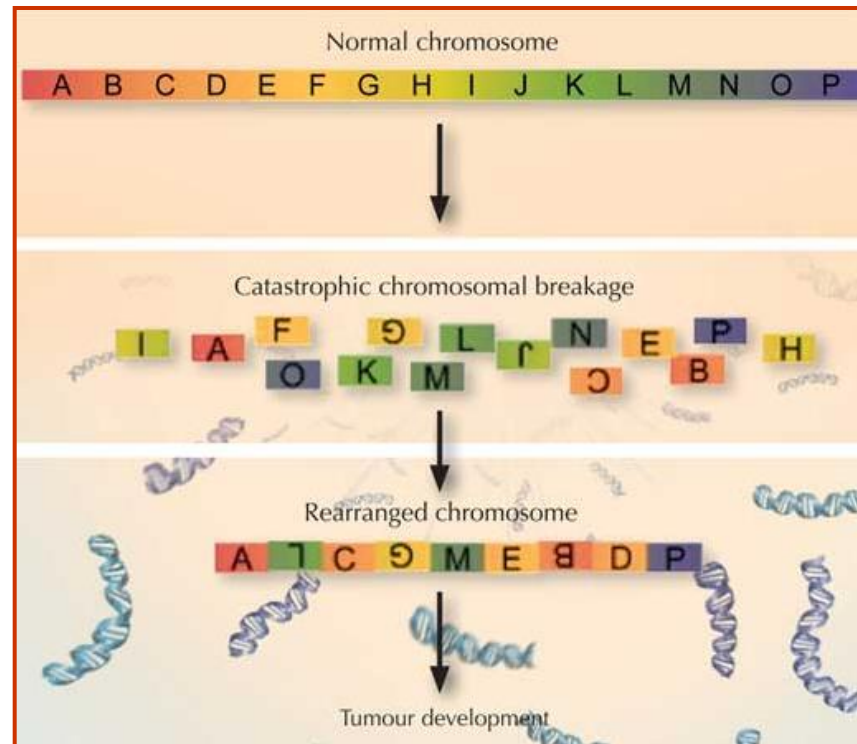 Normal chromosome
A B C D E F G H I J K L M N O P
Catastrophic chromosomal breakage
I A F O G K L M J N C E B P H
Rearranged chromosome
A L C G M E B D P
Tumour development